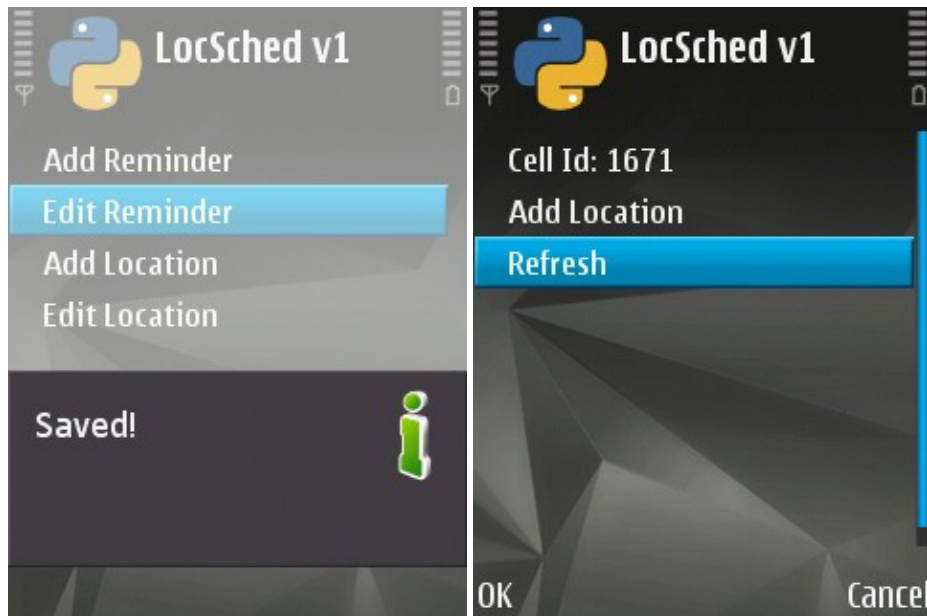 LocSched v1
Add Reminder
Edit Reminder
Add Location
Edit Location
Saved!
LocSched v1
Cell Id: 1671
Add Location
Refresh
OK
Cancel